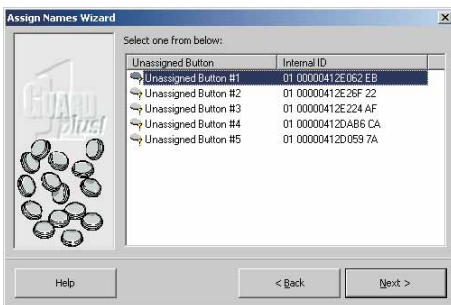 Assign Names Wizard
Select one from below:
Unassigned Button Internal ID
Unassigned Button #1 01 00000412E062 EB
Unassigned Button #2 01 00000412E26F 22
Unassigned Button #3 01 00000412E224 AF
Unassigned Button #4 01 00000412DAB6 CA
Unassigned Button #5 01 00000412D059 7A
GUARD
plus!
Help < Back Next >